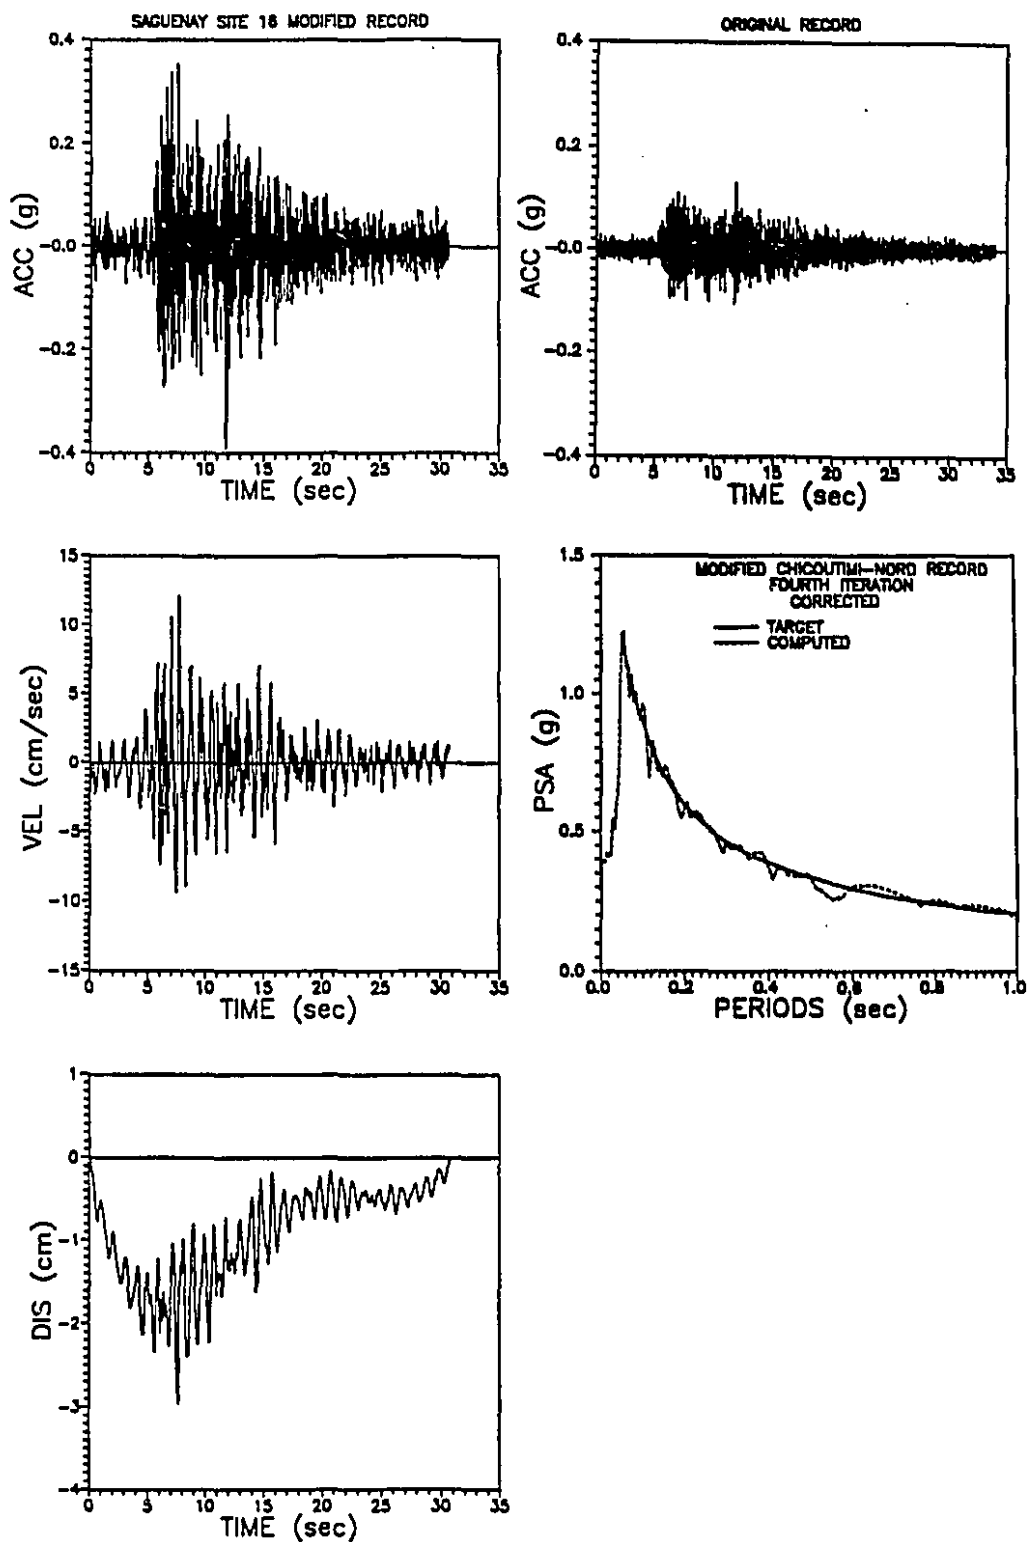 SAGUENAY SITE 16 MODIFIED RECORD
0.4
0.2
-0.0
-0.2
-0.4
ACC (g)
0 5 10 15 20 25 30 35
TIME (sec)
ORIGINAL RECORD
0.4
0.2
-0.0
-0.2
-0.4
ACC (g)
0 5 10 15 20 25 30 35
TIME (sec)
15
10
5
0
-5
-10
-15
VEL (cm/sec)
0 5 10 15 20 25 30 35
TIME (sec)
MODIFIED CHICOUTIMI-NORD RECORD
FOURTH ITERATION
CORRECTED
TARGET
COMPUTED
1.5
1.0
0.5
0.0
PSA (g)
0.0 0.2 0.4 0.6 0.8 1.0
PERIODS (sec)
1
0
-1
-2
-3
-4
DIS (cm)
0 5 10 15 20 25 30 35
TIME (sec)